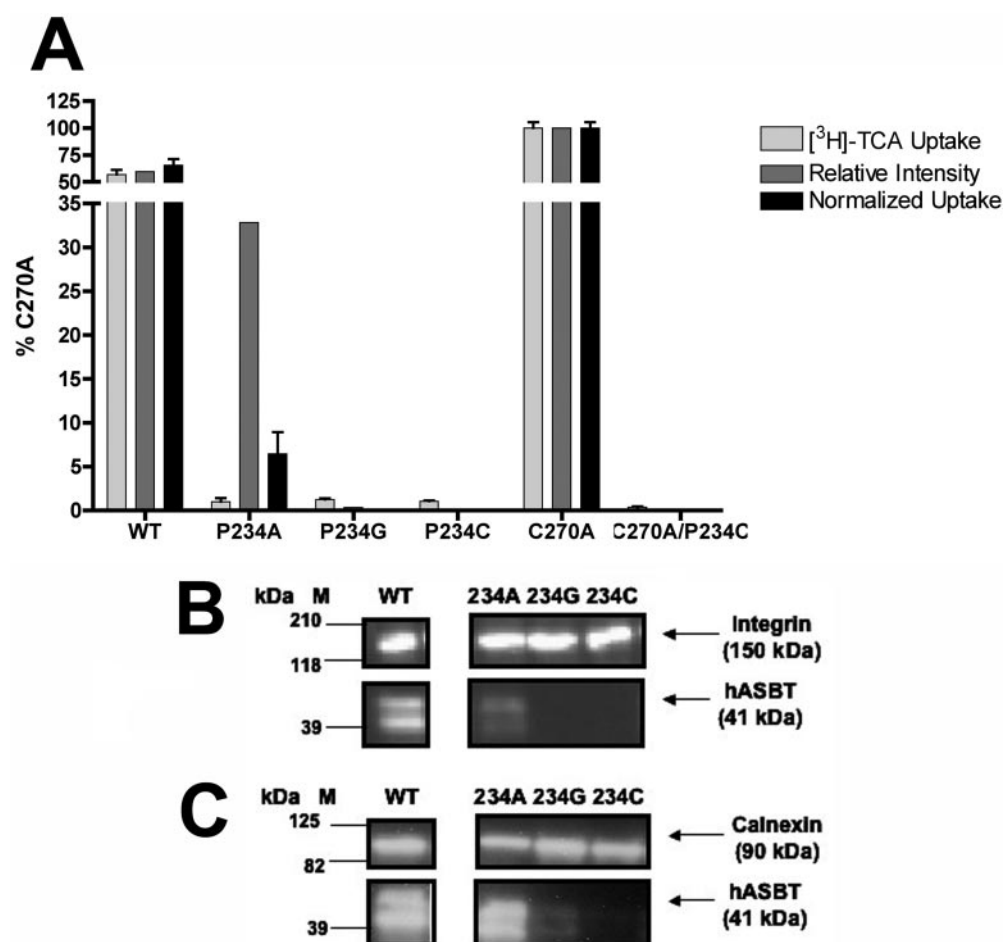 A
125
100
75
50
35
30
25
20
15
10
5
0
% C270A
WT P234A P234G P234C C270A C270A/P234C
[³H]-TCA Uptake
Relative Intensity
Normalized Uptake
B
kDa M WT 234A 234G 234C
210
118
Integrin
(150 kDa)
39
hASBT
(41 kDa)
C
kDa M WT 234A 234G 234C
125
82
Calnexin
(90 kDa)
39
hASBT
(41 kDa)